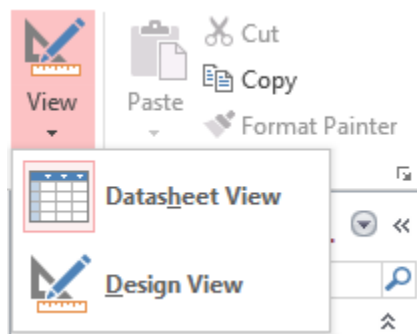 View
Paste
Cut
Copy
Format Painter
Datasheet View
Design View